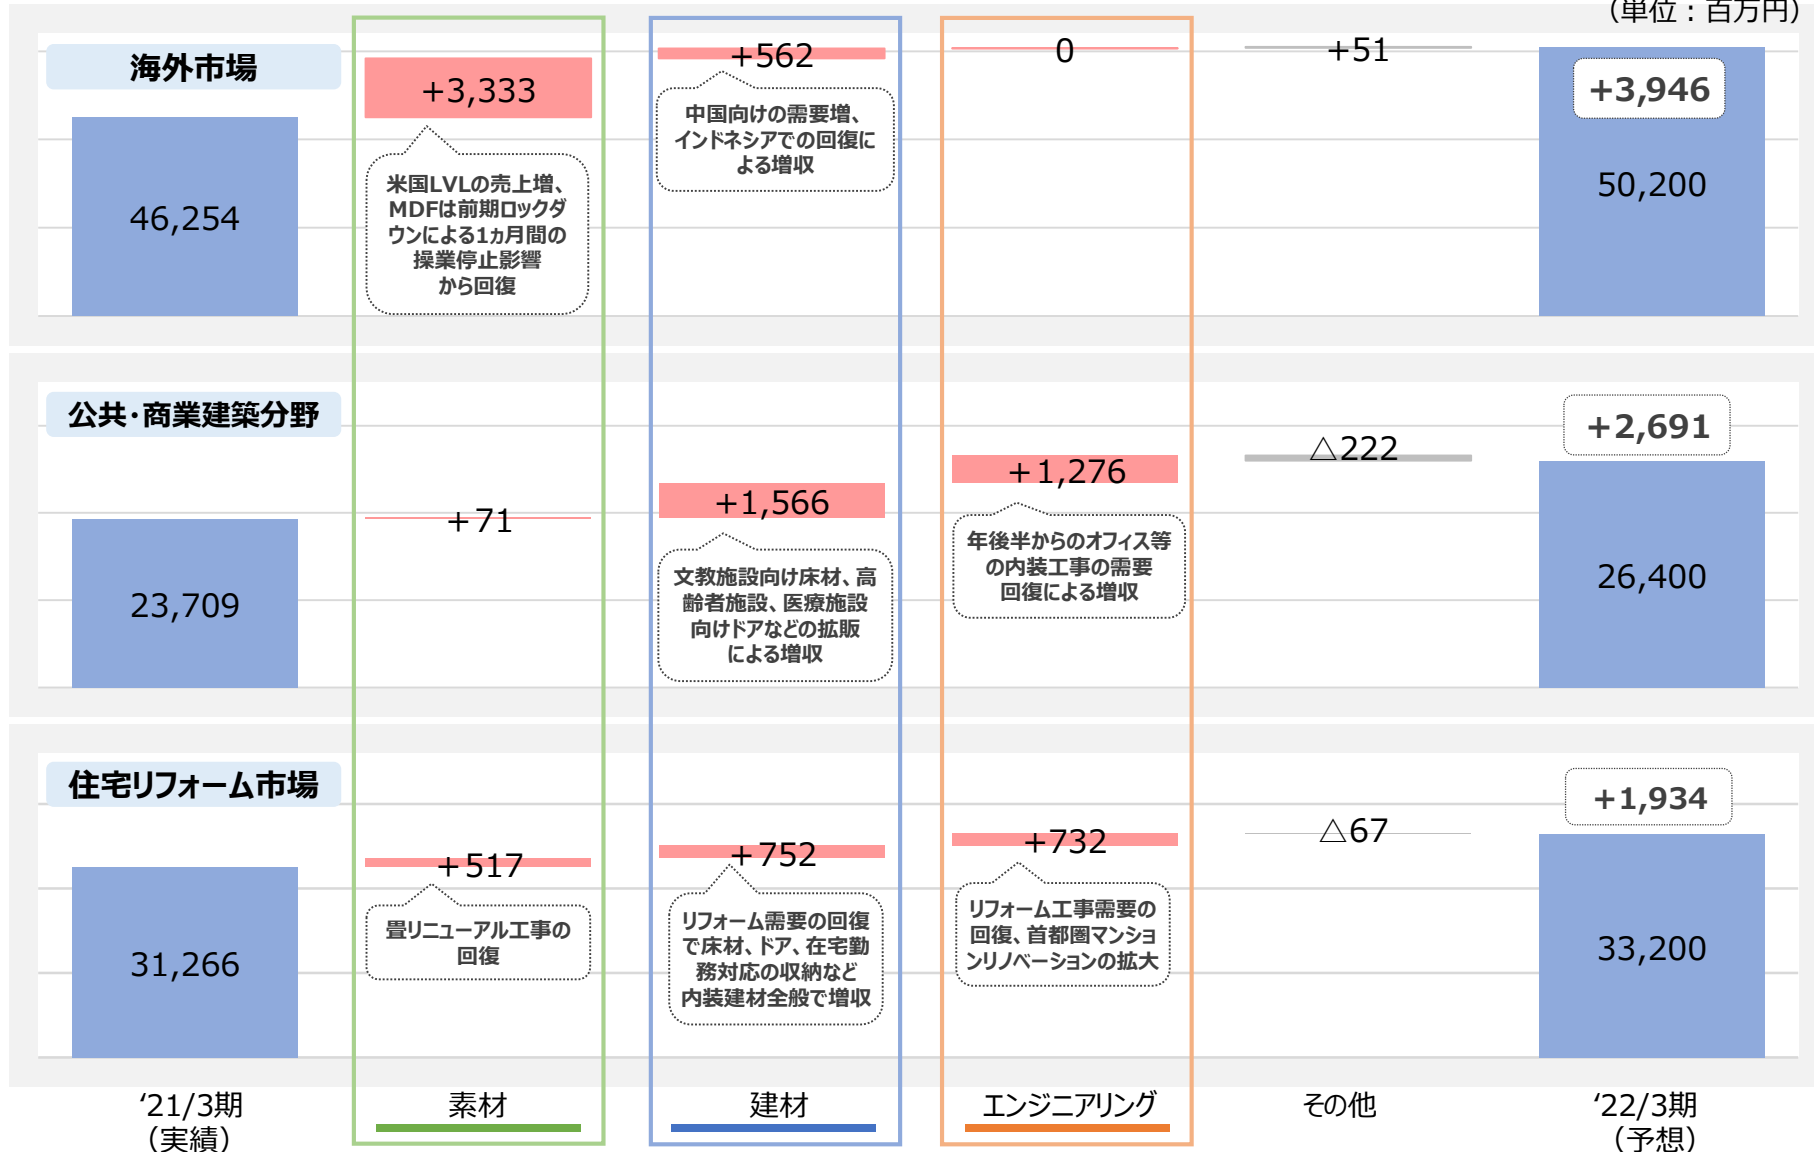 （単位：百万円）
海外市場
46,254
+3,333
米国LVLの売上増、
MDFは前期ロックダ
ウンによる1ヵ月間の
操業停止影響
から回復
+562
中国向けの需要増、
インドネシアでの回復に
よる増収
0
+51
+3,946
50,200
公共・商業建築分野
23,709
+71
+1,566
文教施設向け床材、高
齢者施設、医療施設
向けドアなどの拡販
による増収
+1,276
年後半からのオフィス等
の内装工事の需要
回復による増収
△222
+2,691
26,400
住宅リフォーム市場
31,266
+517
畳リニューアル工事の
回復
+752
リフォーム需要の回復
で床材、ドア、在宅勤
務対応の収納など
内装建材全般で増収
+732
リフォーム工事需要の
回復、首都圏マンショ
ンリノベーションの拡大
△67
+1,934
33,200
‘21/3期
（実績）
素材
建材
エンジニアリング
その他
‘22/3期
（予想）